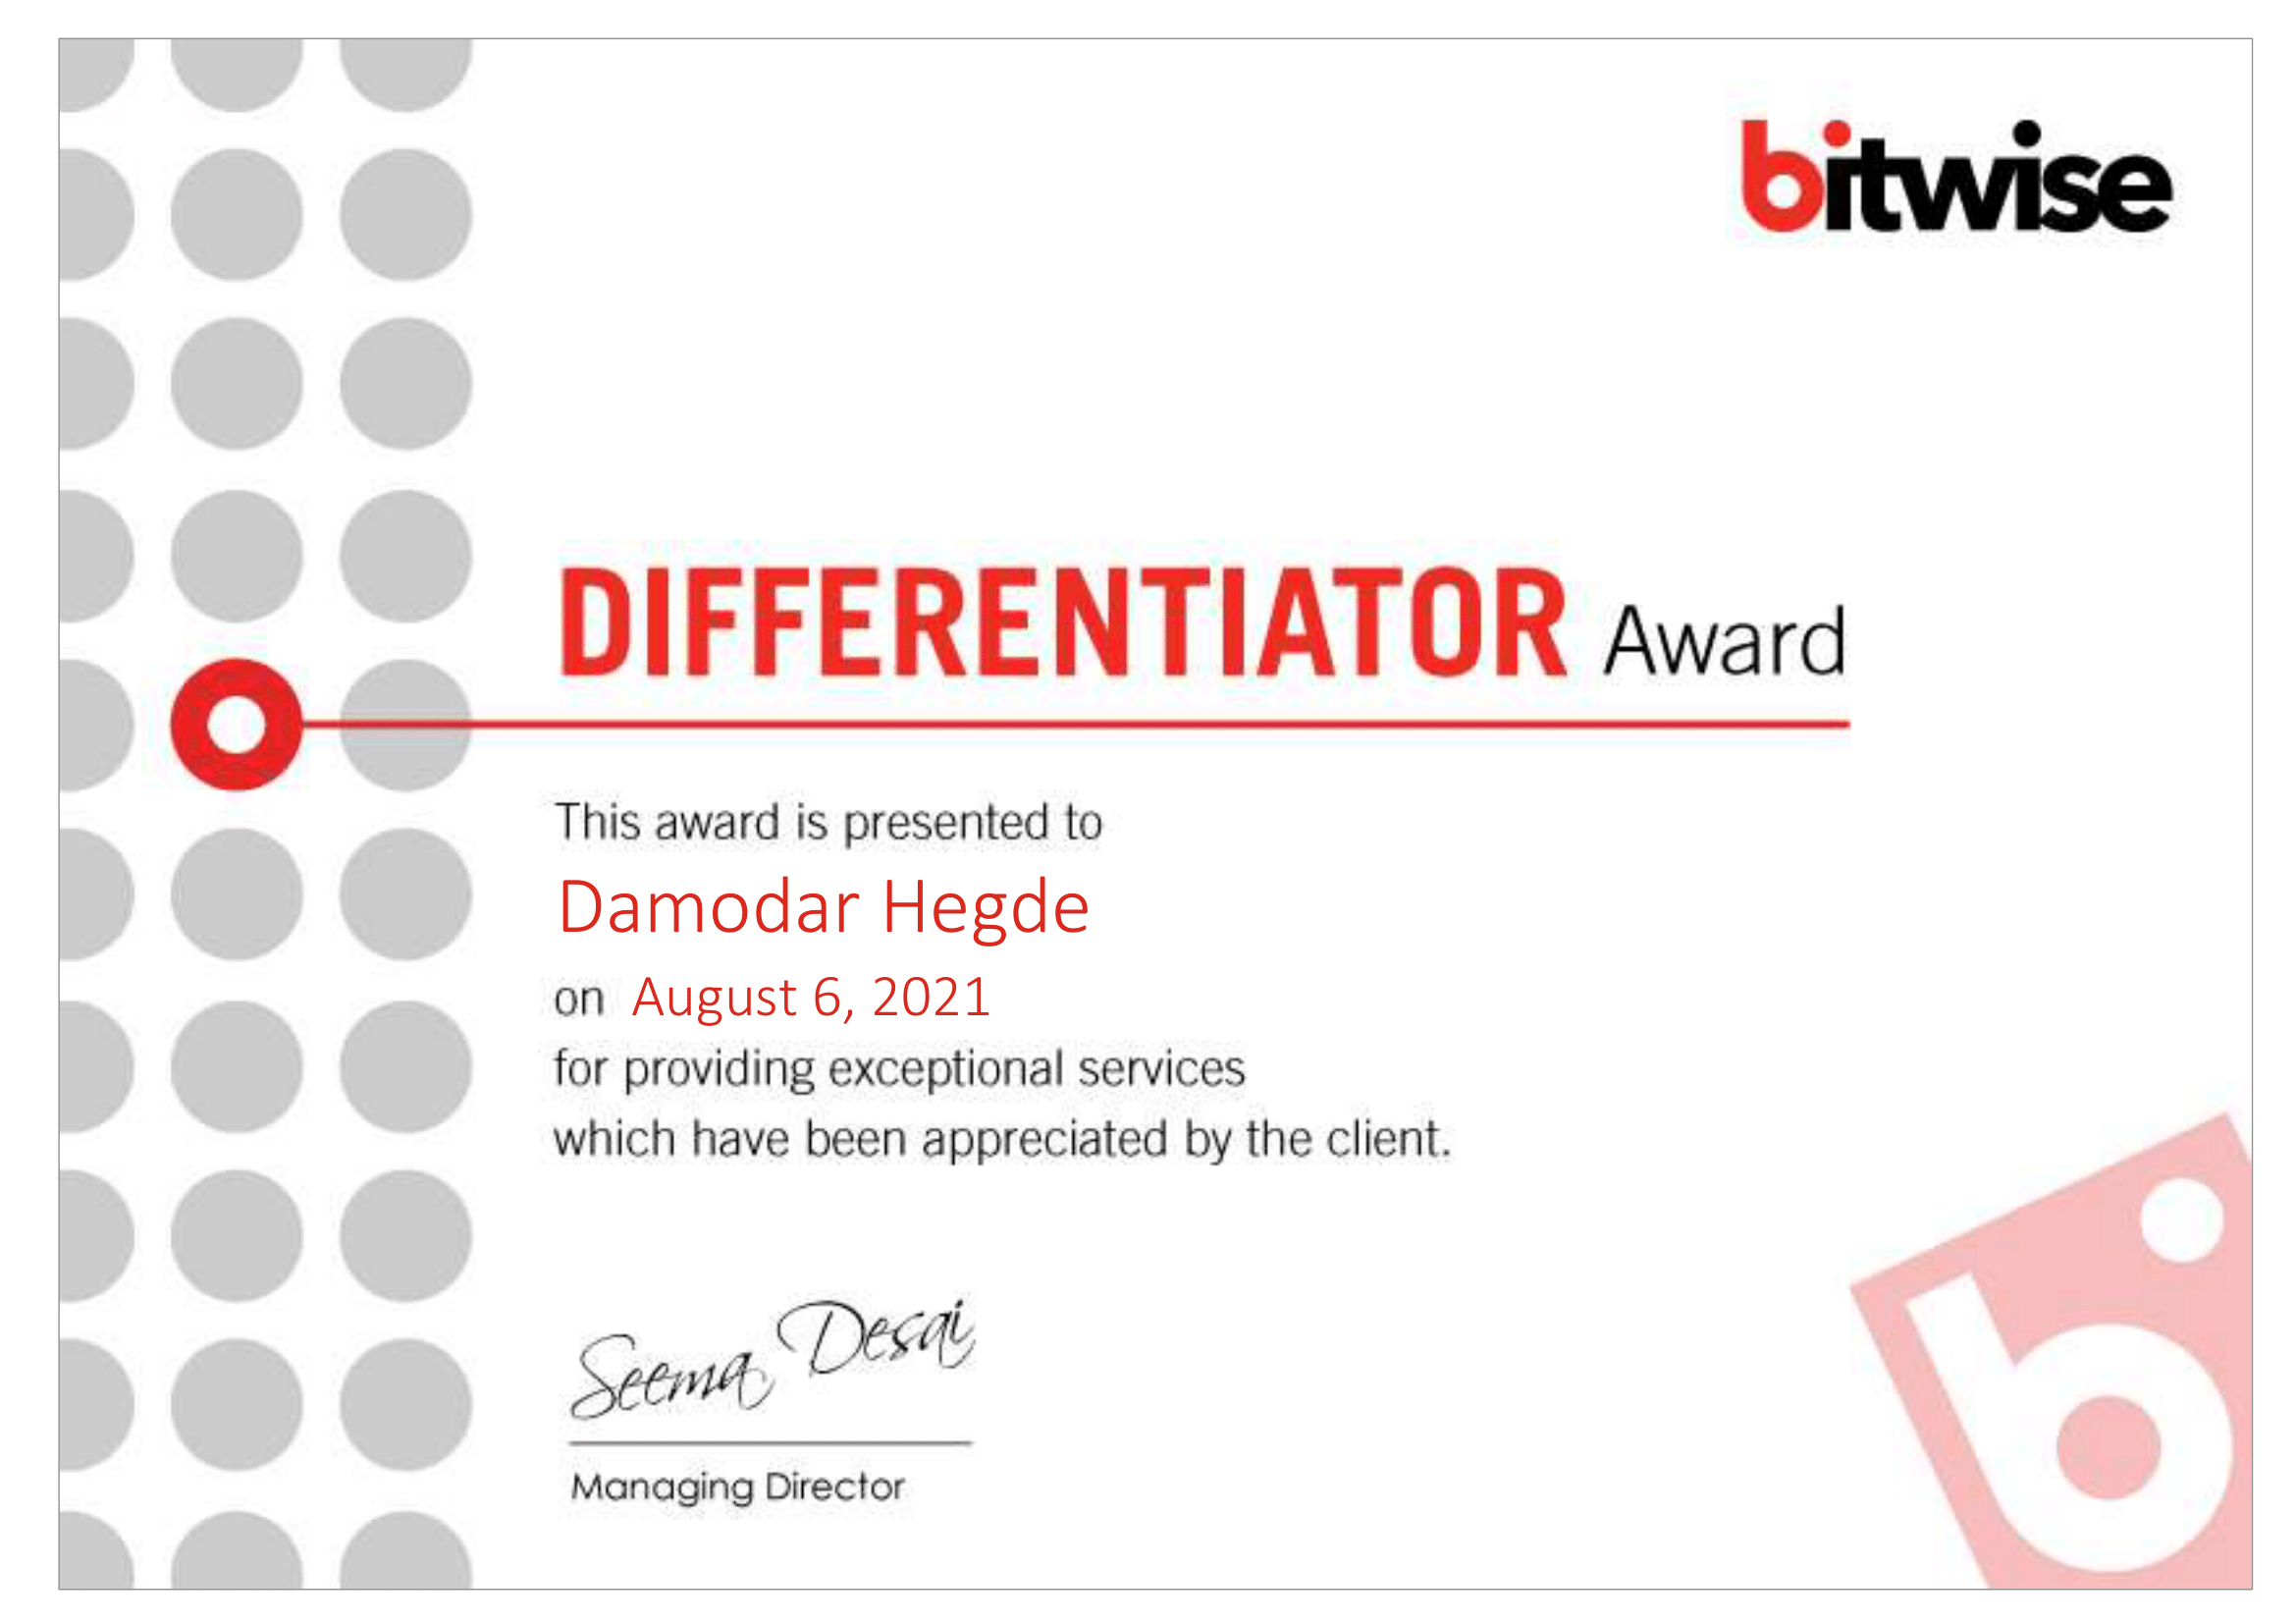 bitwise
DIFFERENTIATOR Award
This award is presented to
Damodar Hegde
on August 6, 2021
for providing exceptional services
which have been appreciated by the client.
Seema Desai
Managing Director
b